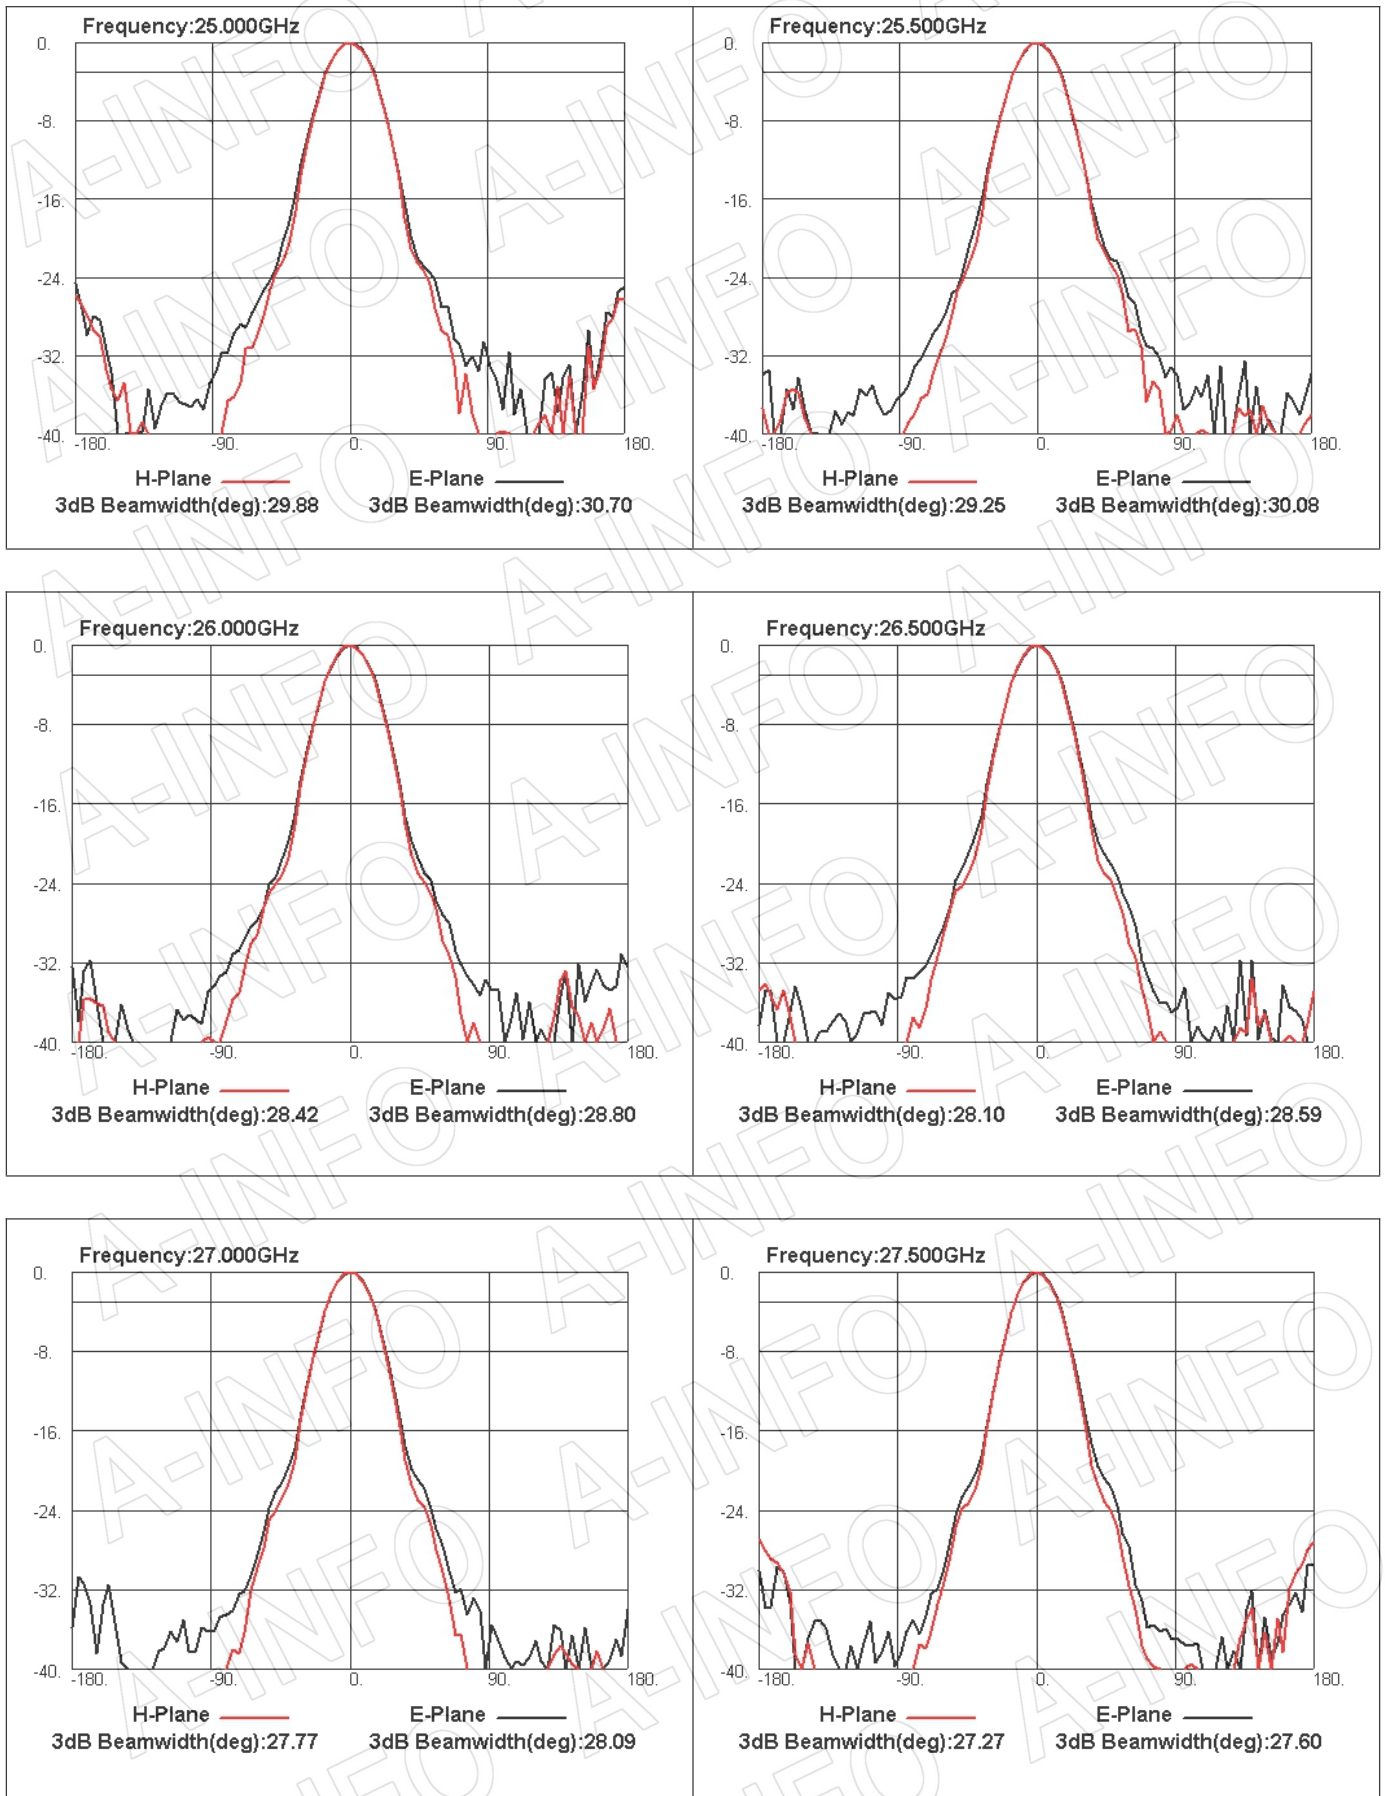 Frequency:25.000GHz
0.
-8.
-16.
-24.
-32.
-40.
-180. -90. 0. 90. 180.
H-Plane E-Plane
3dB Beamwidth(deg):29.88 3dB Beamwidth(deg):30.70
Frequency:25.500GHz
0.
-8.
-16.
-24.
-32.
-40.
-180. -90. 0. 90. 180.
H-Plane E-Plane
3dB Beamwidth(deg):29.25 3dB Beamwidth(deg):30.08
Frequency:26.000GHz
0.
-8.
-16.
-24.
-32.
-40.
-180. -90. 0. 90. 180.
H-Plane E-Plane
3dB Beamwidth(deg):28.42 3dB Beamwidth(deg):28.80
Frequency:26.500GHz
0.
-8.
-16.
-24.
-32.
-40.
-180. -90. 0. 90. 180.
H-Plane E-Plane
3dB Beamwidth(deg):28.10 3dB Beamwidth(deg):28.59
Frequency:27.000GHz
0.
-8.
-16.
-24.
-32.
-40.
-180. -90. 0. 90. 180.
H-Plane E-Plane
3dB Beamwidth(deg):27.77 3dB Beamwidth(deg):28.09
Frequency:27.500GHz
0.
-8.
-16.
-24.
-32.
-40.
-180. -90. 0. 90. 180.
H-Plane E-Plane
3dB Beamwidth(deg):27.27 3dB Beamwidth(deg):27.60
A-INFO